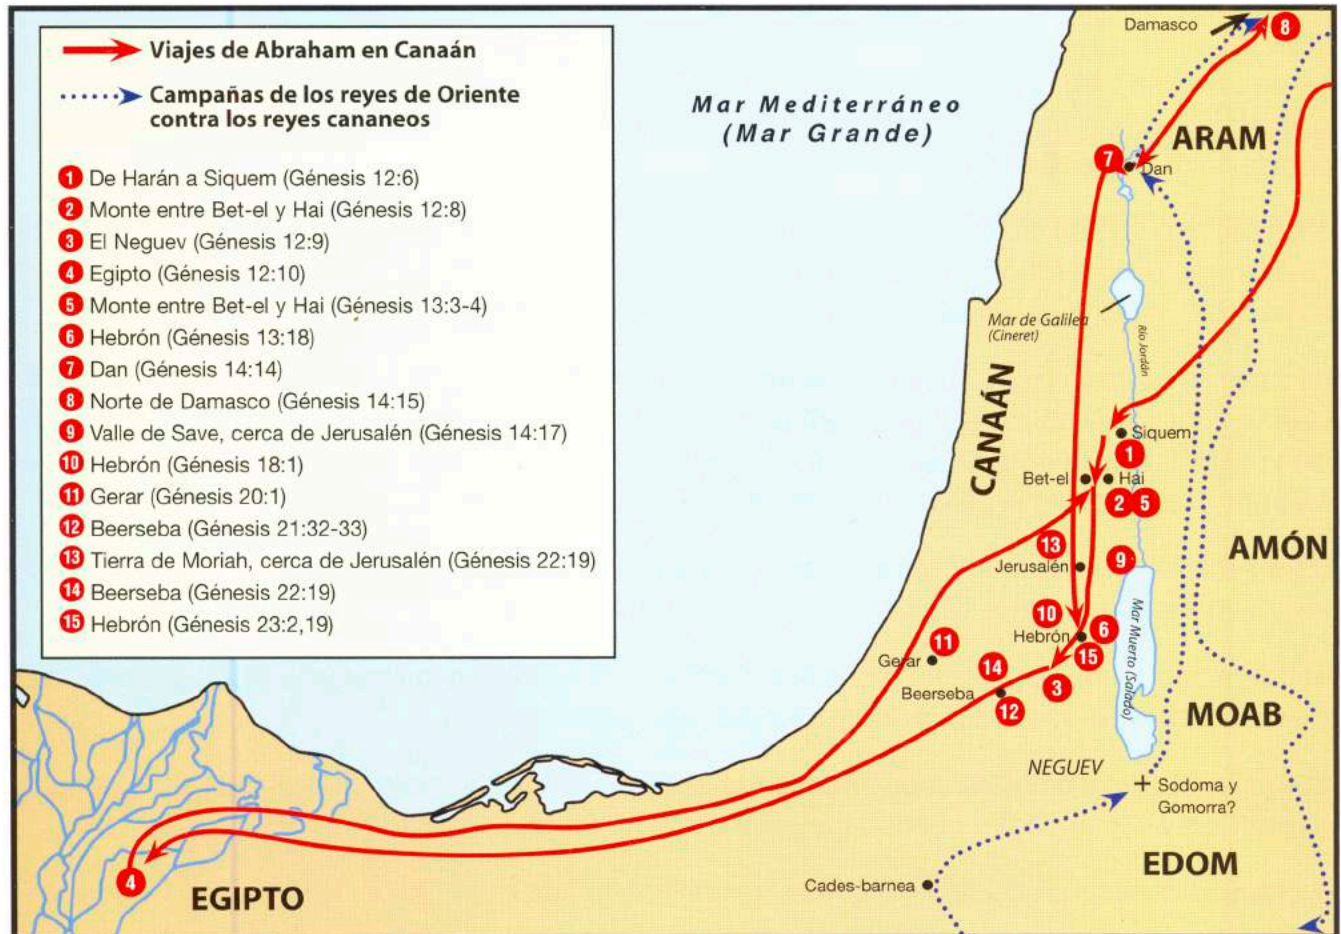 Viajes de Abraham en Canaán
Campañas de los reyes de Oriente
contra los reyes cananeos
1 De Harán a Siquem (Génesis 12:6)
2 Monte entre Bet-el y Hai (Génesis 12:8)
3 El Neguev (Génesis 12:9)
4 Egipto (Génesis 12:10)
5 Monte entre Bet-el y Hai (Génesis 13:3-4)
6 Hebrón (Génesis 13:18)
7 Dan (Génesis 14:14)
8 Norte de Damasco (Génesis 14:15)
9 Valle de Save, cerca de Jerusalén (Génesis 14:17)
10 Hebrón (Génesis 18:1)
11 Gerar (Génesis 20:1)
12 Beerseba (Génesis 21:32-33)
13 Tierra de Moriah, cerca de Jerusalén (Génesis 22:19)
14 Beerseba (Génesis 22:19)
15 Hebrón (Génesis 23:2,19)
Mar Mediterráneo
(Mar Grande)
Damasco
8
ARAM
7
Dan
Mar de Galilea
(Cineret)
Río Jordán
CANAÁN
Siquem
1
Bet-el
Hai
2 5
AMÓN
13
9
Jerusalén
10
Hebrón
6
15
Mar Muerto (Salado)
11
Gerar
14
Beerseba
12
3
MOAB
NEGUEV
Sodoma y
Gomorra?
EDOM
Cades-barnea
4
EGIPTO